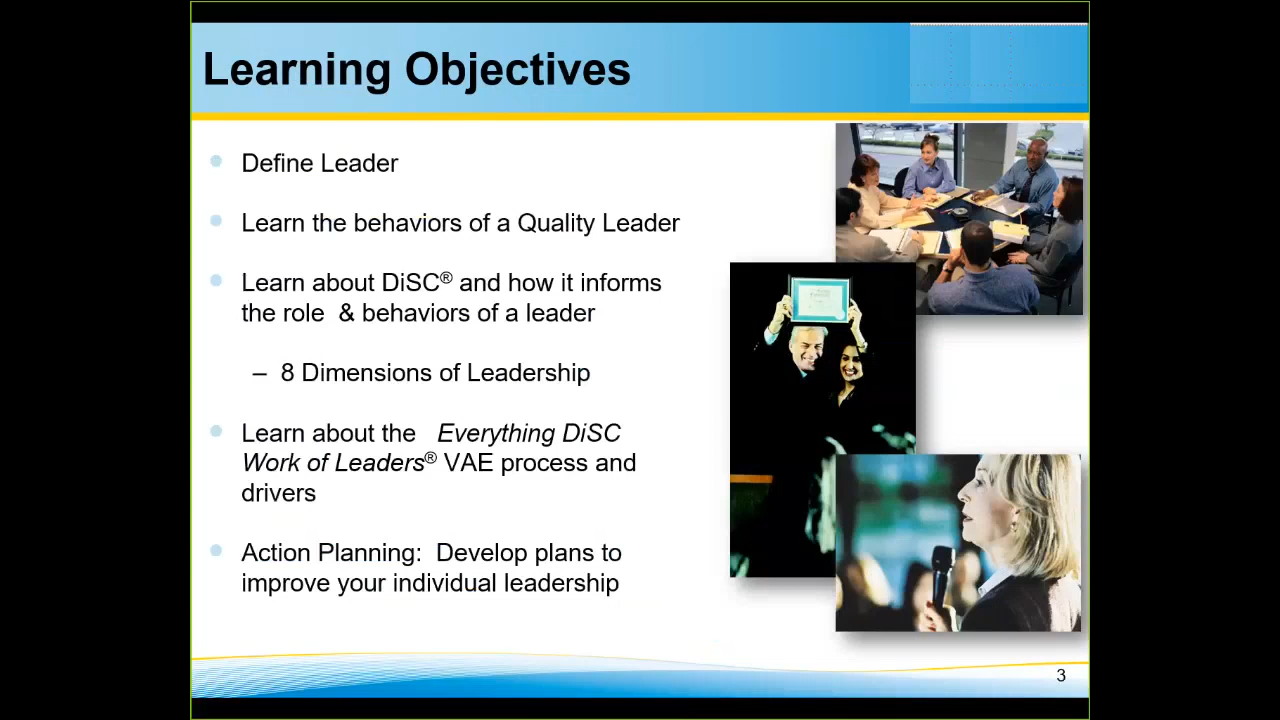 Learning Objectives
Define Leader
Learn the behaviors of a Quality Leader
Learn about DiSC® and how it informs
the role & behaviors of a leader
– 8 Dimensions of Leadership
Learn about the Everything DiSC
Work of Leaders® VAE process and
drivers
Action Planning: Develop plans to
improve your individual leadership
3